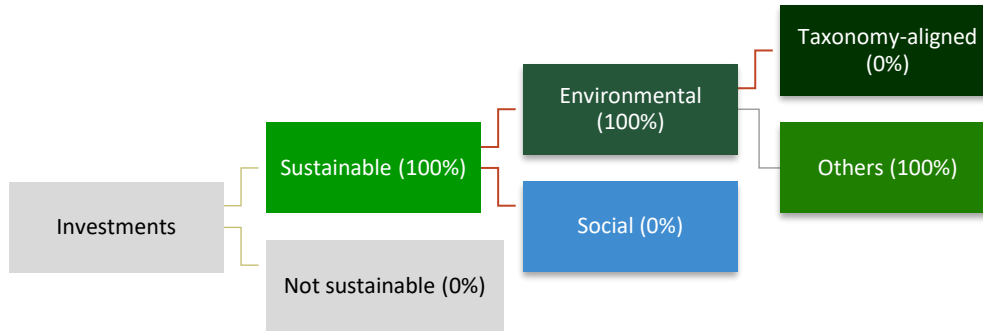 Investments
Sustainable (100%)
Not sustainable (0%)
Environmental
(100%)
Social (0%)
Taxonomy-aligned
(0%)
Others (100%)